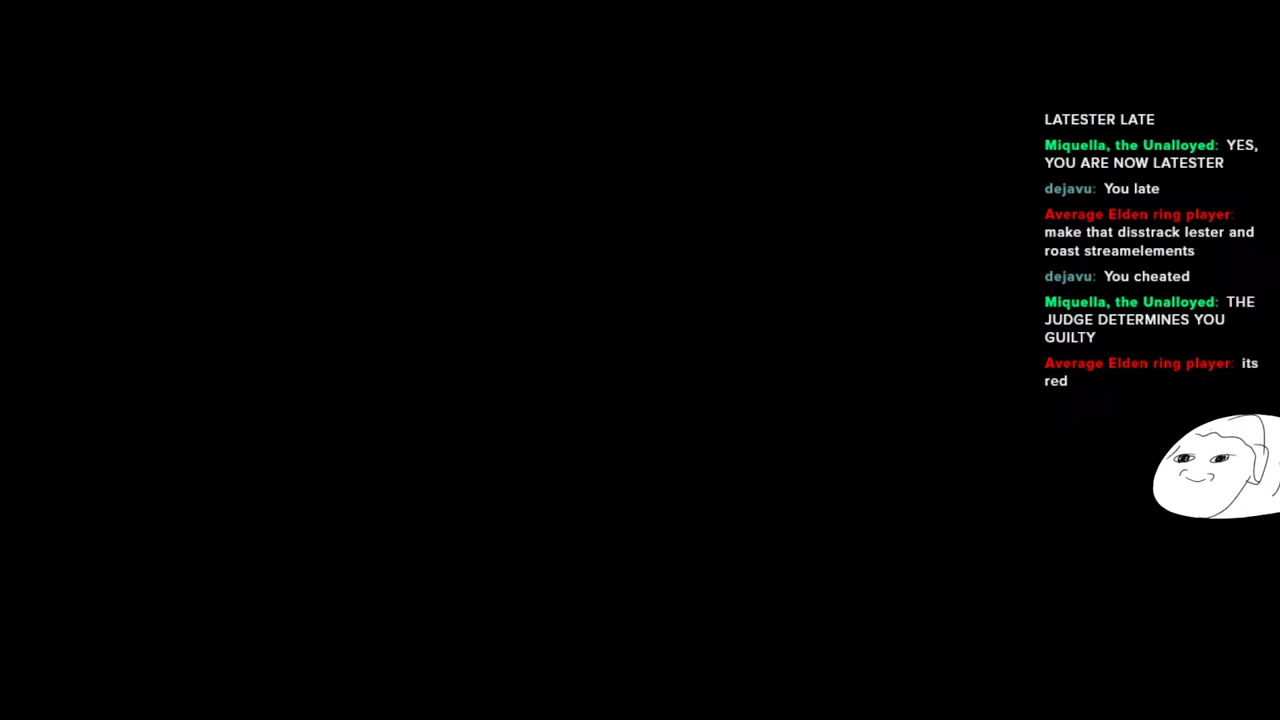 LATESTER LATE
Miquella, the Unalloyed: YES,
YOU ARE NOW LATESTER
dejavu: You late
Average Elden ring player:
make that disstrack lester and
roast streamelements
dejavu: You cheated
Miquella, the Unalloyed: THE
JUDGE DETERMINES YOU
GUILTY
Average Elden ring player: its
red